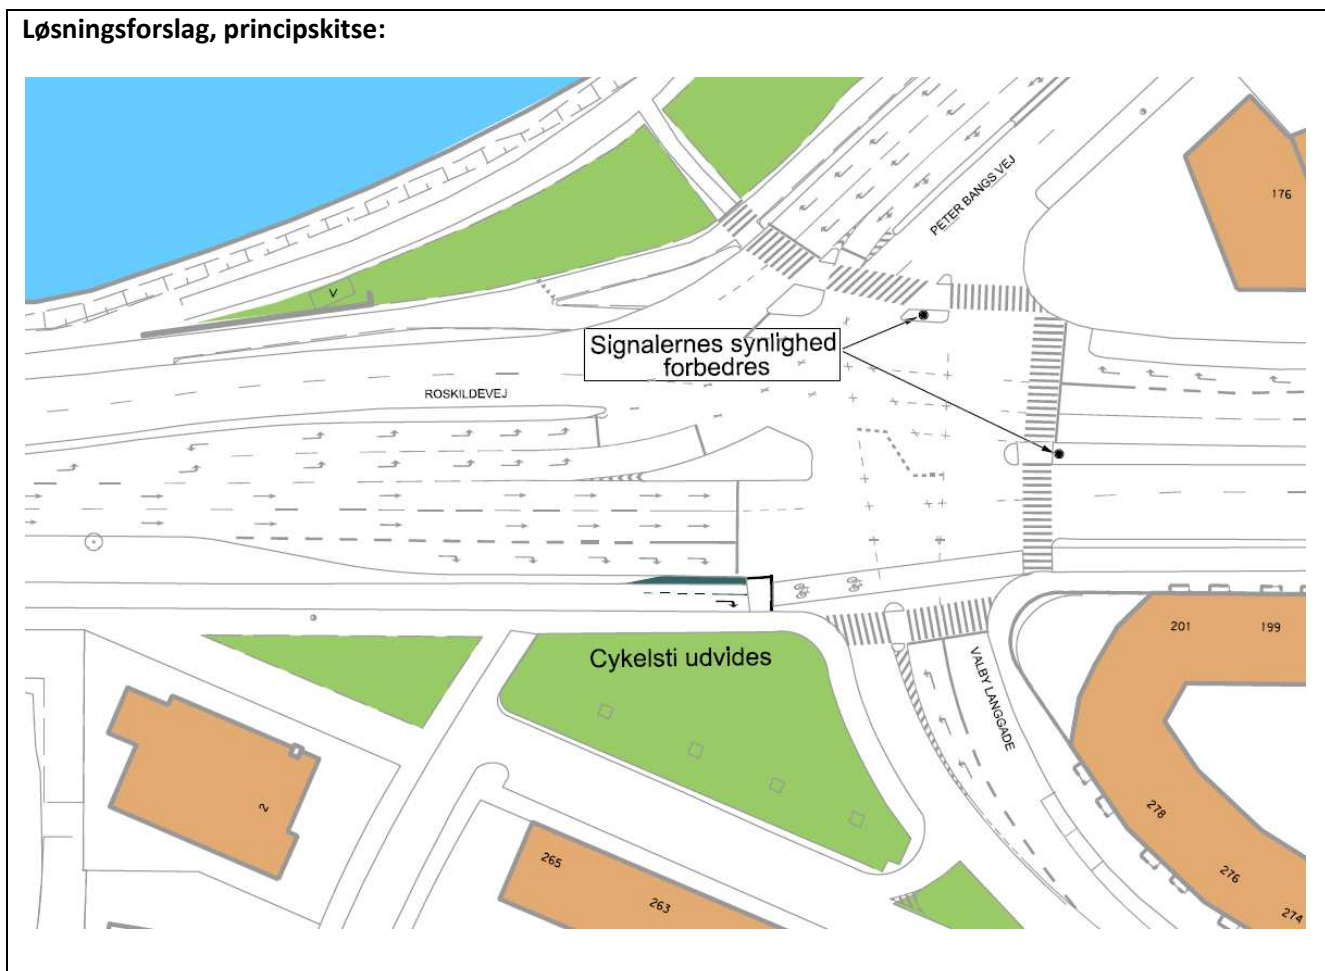 Løsningsforslag, principskitse:
PETER BANGS VEJ
176
V
Signalernes synlighed
forbedres
ROSKILDEVEJ
201
199
Cykelsti udvides
VALBY LANGGADE
2
278
265
263
276
274